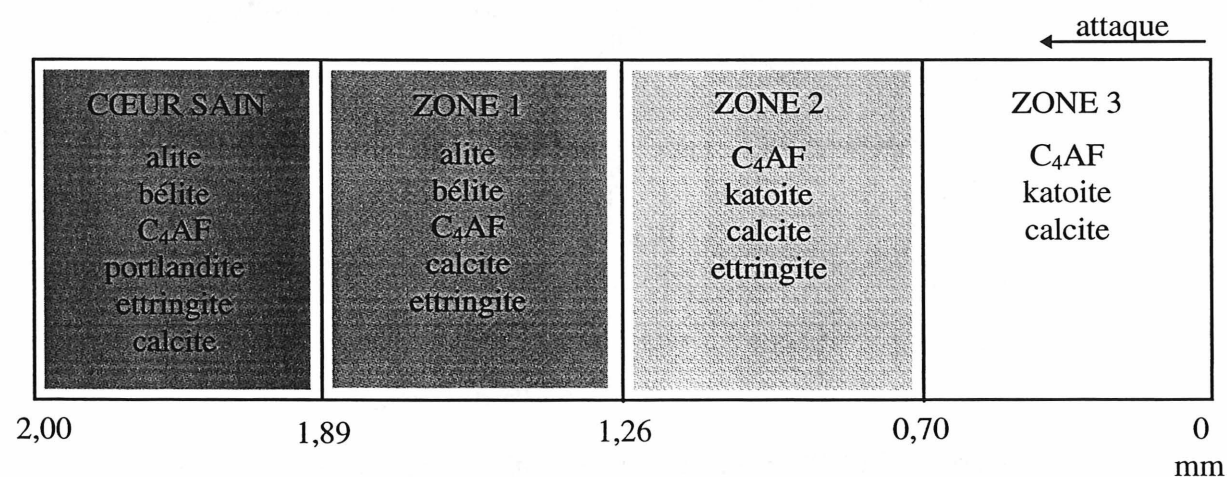 attaque
CŒUR SAIN
alite
bélite
C₄AF
portlandite
ettringite
calcite
ZONE 1
alite
bélite
C₄AF
calcite
ettringite
ZONE 2
C₄AF
katoite
calcite
ettringite
ZONE 3
C₄AF
katoite
calcite
2,00 1,89 1,26 0,70 0
mm